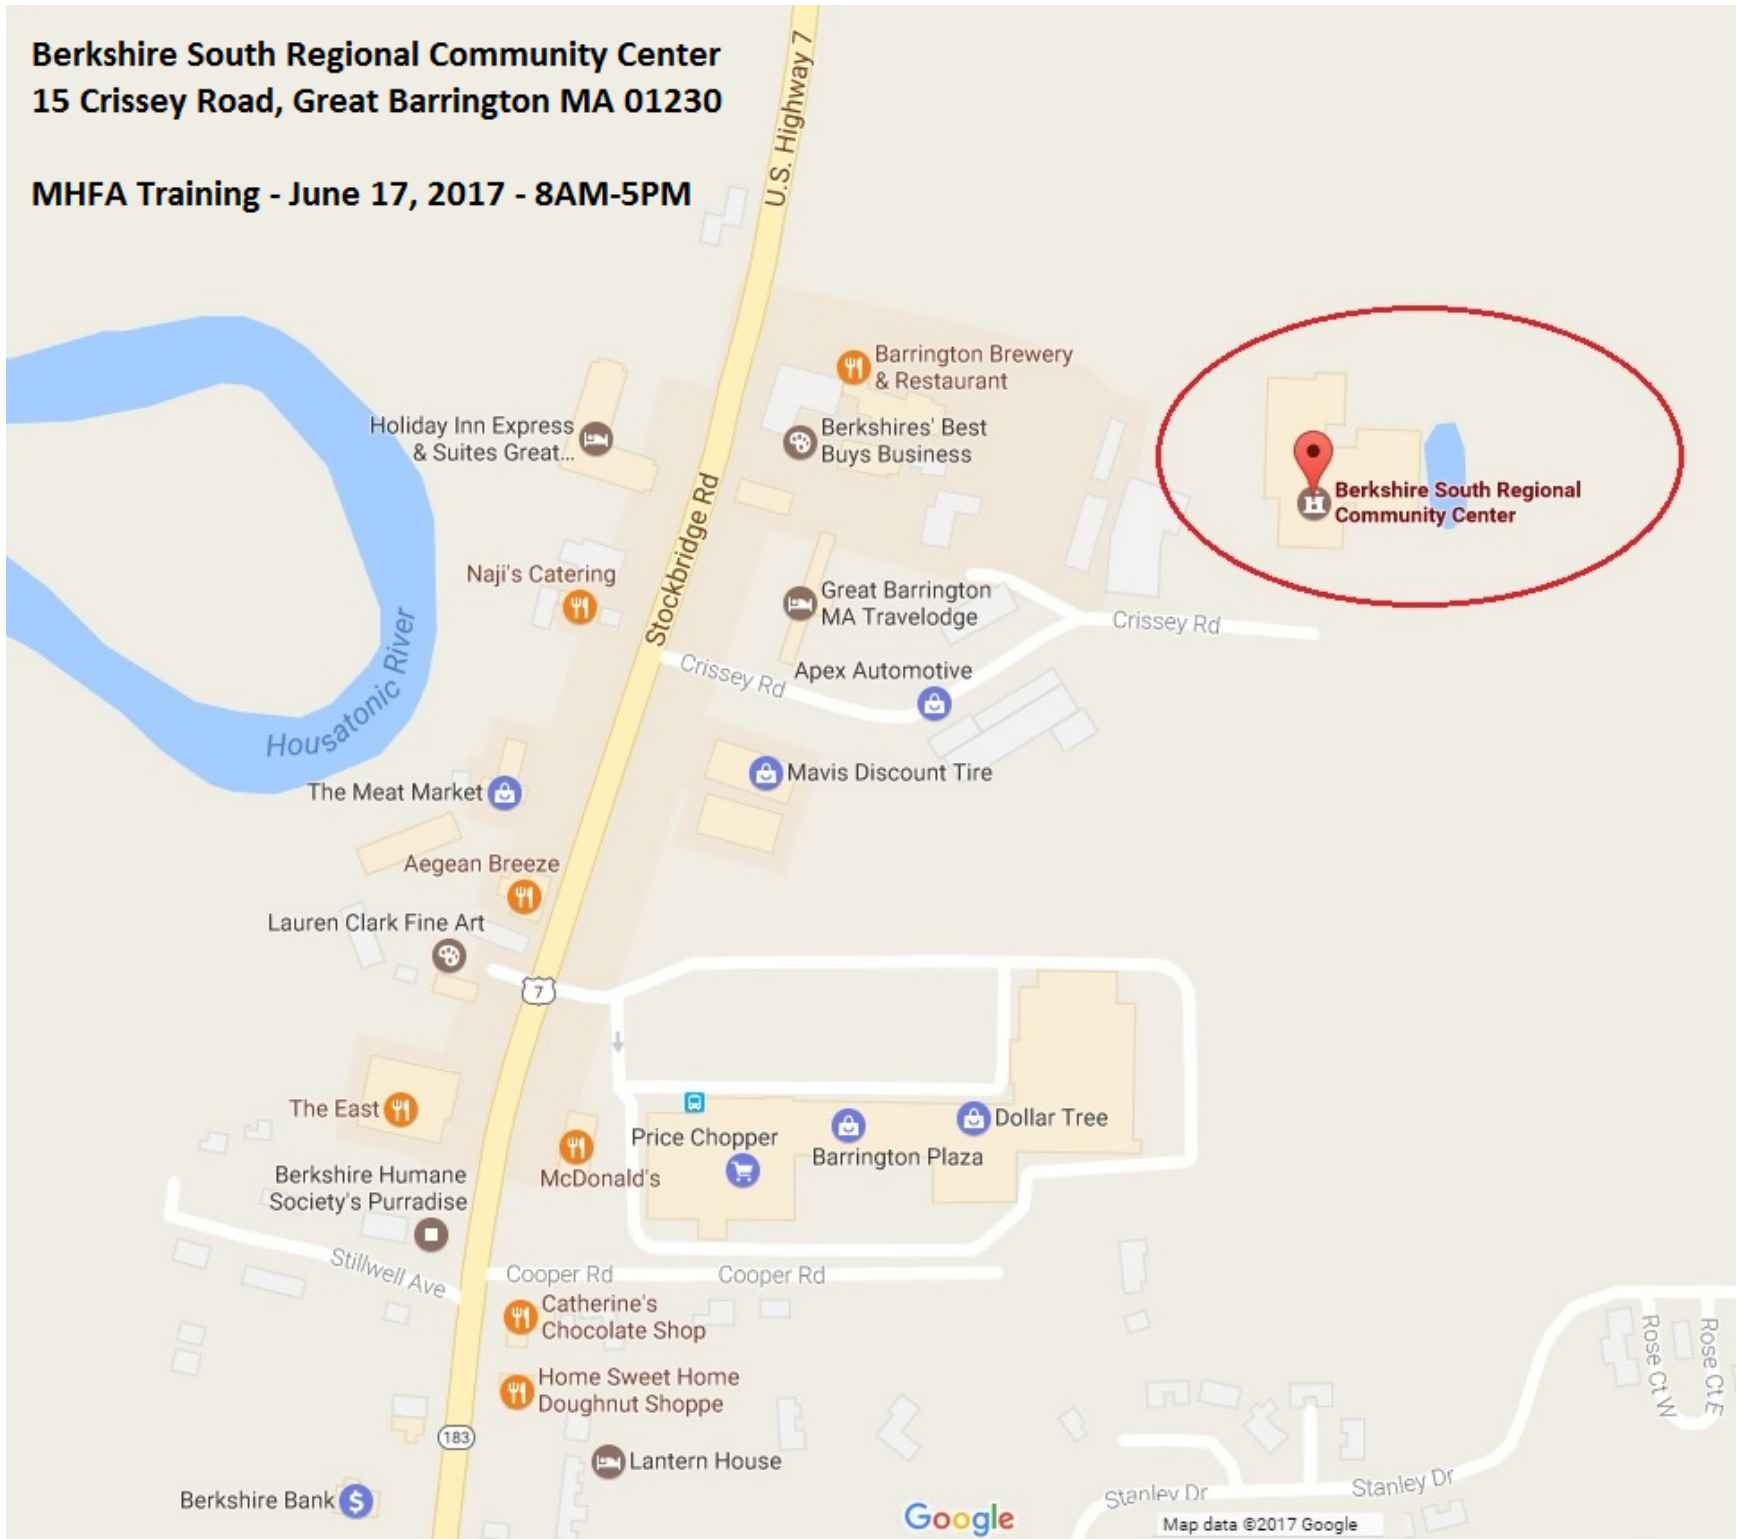 Berkshire South Regional Community Center
15 Crissey Road, Great Barrington MA 01230
MHFA Training - June 17, 2017 - 8AM-5PM
U.S. Highway 7
Barrington Brewery
& Restaurant
Holiday Inn Express
& Suites Great...
Berkshires' Best
Buys Business
Berkshire South Regional
Community Center
Stockbridge Rd
Naji's Catering
Great Barrington
MA Travelodge
Crissey Rd
Crissey Rd
Apex Automotive
Housatonic River
Mavis Discount Tire
The Meat Market
Aegean Breeze
Lauren Clark Fine Art
7
The East
Price Chopper
Dollar Tree
Barrington Plaza
McDonald's
Berkshire Humane
Society's Purradise
Stillwell Ave
Cooper Rd
Cooper Rd
Catherine's
Chocolate Shop
Home Sweet Home
Doughnut Shoppe
Rose Ct W
Rose Ct E
183
Lantern House
Berkshire Bank
$
Stanley Dr
Stanley Dr
Google
Map data ©2017 Google